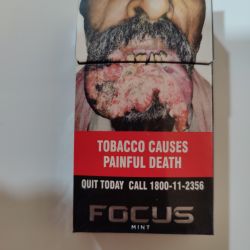 TOBACCO CAUSES
PAINFUL DEATH
QUIT TODAY CALL 1800-11-2356
FOCUS
MINT